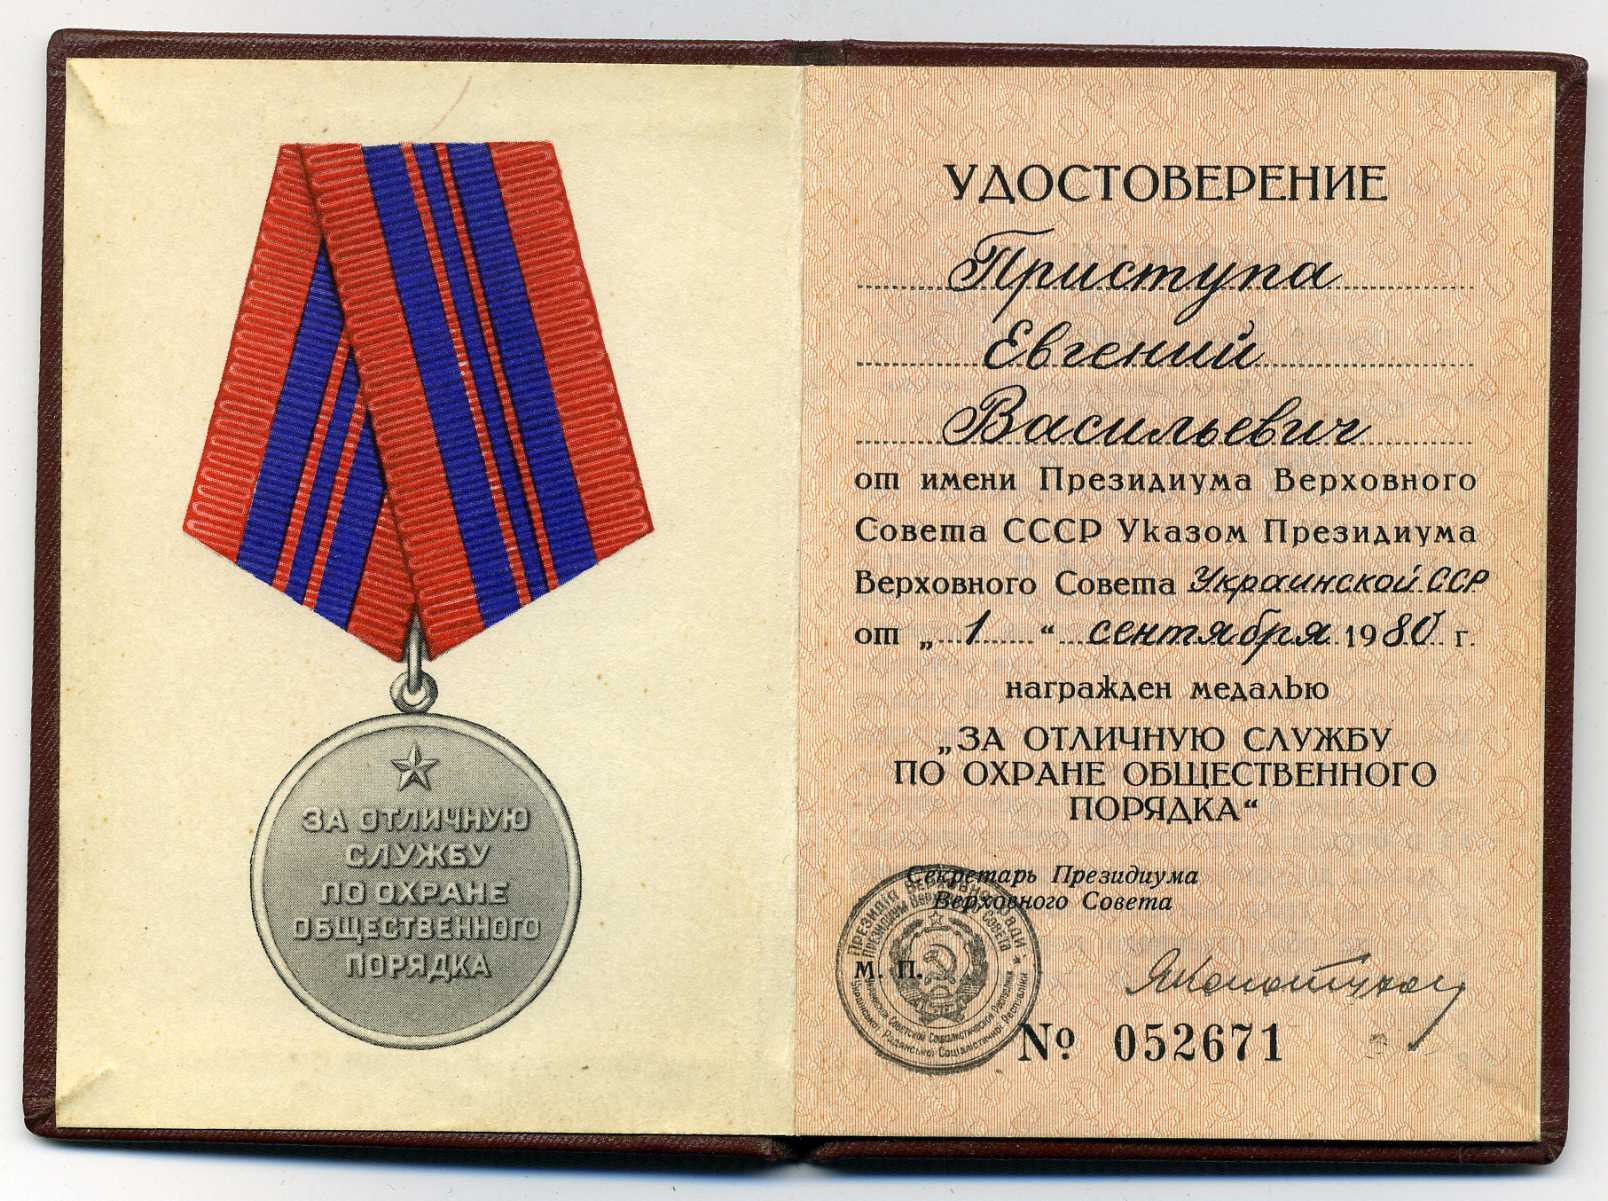 ЗА ОТЛИЧНУЮ
СЛУЖБУ
ПО ОХРАНЕ
ОБЩЕСТВЕННОГО
ПОРЯДКА
УДОСТОВЕРЕНИЕ
Приступа
Евгений
Васильевич
от имени Президиума Верховного
Совета СССР Указом Президиума
Верховного Совета Украинской ССР
от „ 1 “ сентября 1980 г.
награжден медалью
„ЗА ОТЛИЧНУЮ СЛУЖБУ
ПО ОХРАНЕ ОБЩЕСТВЕННОГО
ПОРЯДКА“
Секретарь Президиума
Верховного Совета
М. П.
№ 052671